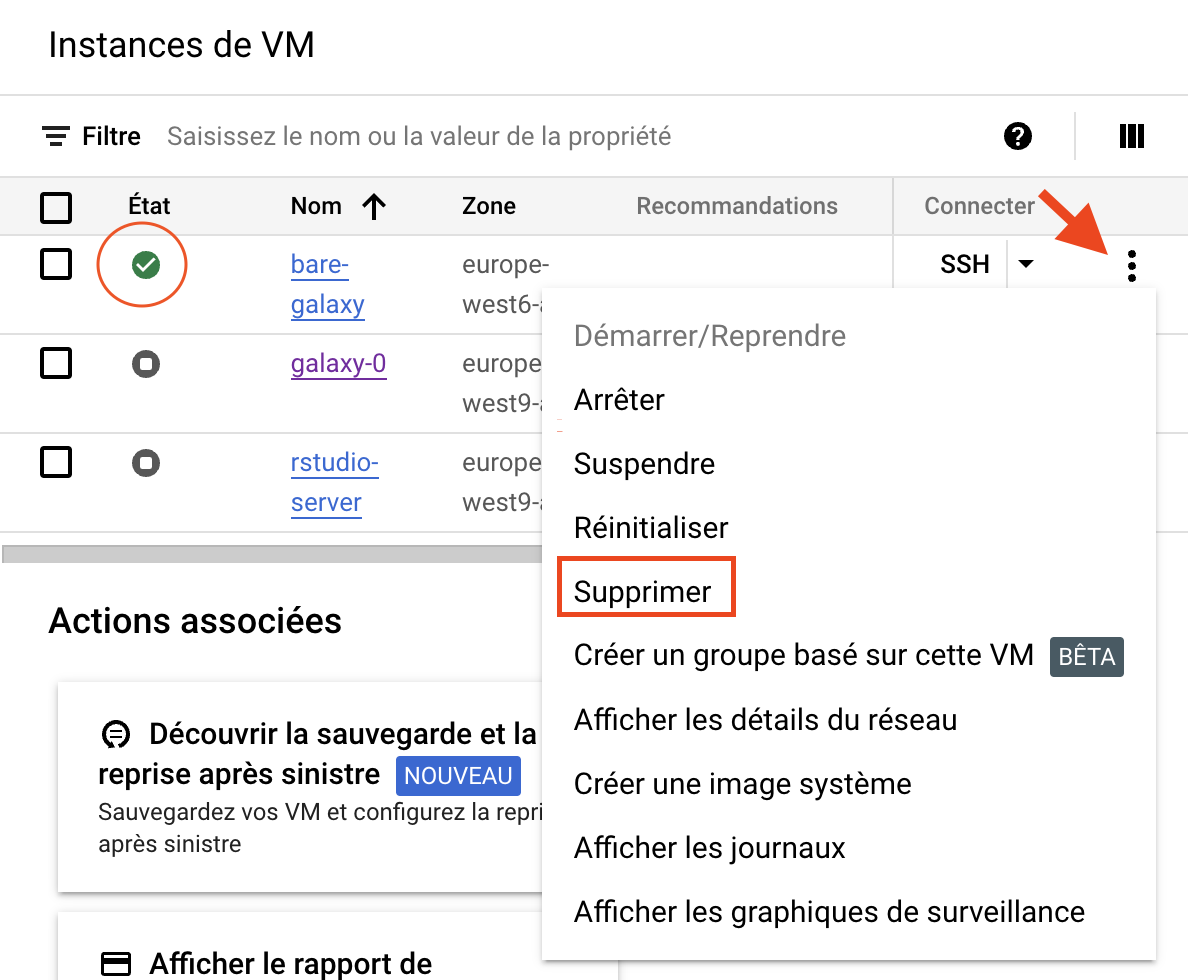 Instances de VM
Filtre Saisissez le nom ou la valeur de la propriété
État Nom Zone Recommandations Connecter
bare- europe- SSH
galaxy west6-
galaxy-0 europe
west9-
rstudio- europe
server west9-
Démarrer/Reprendre
Arrêter
Suspendre
Réinitialiser
Supprimer
Créer un groupe basé sur cette VM BÊTA
Afficher les détails du réseau
Créer une image système
Afficher les journaux
Afficher les graphiques de surveillance
Actions associées
Découvrir la sauvegarde et la
reprise après sinistre NOUVEAU
Sauvegardez vos VM et configurez la repri
après sinistre
Afficher le rapport de